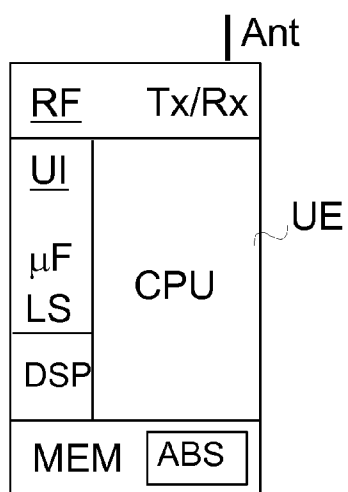 Ant
RF Tx/Rx
UI
UE
μF
CPU
LS
DSP
MEM ABS